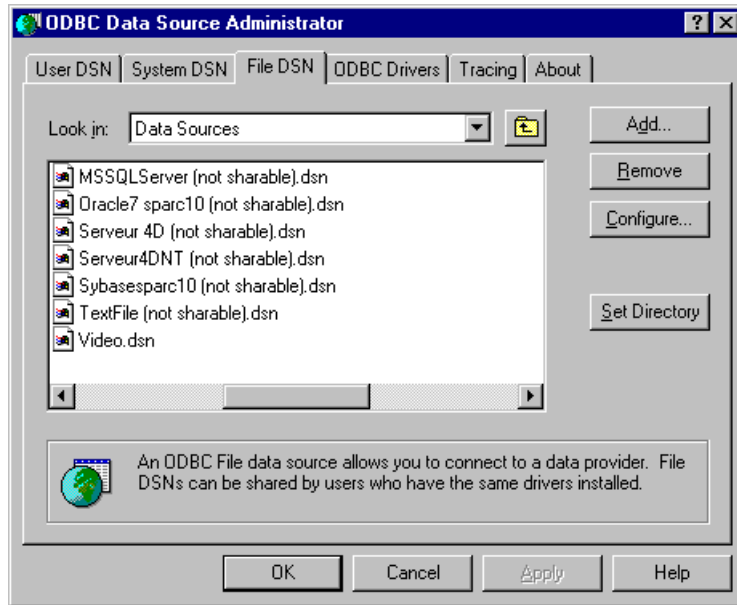 ODBC Data Source Administrator
User DSN System DSN File DSN ODBC Drivers Tracing About
Look in: Data Sources
Add...
Remove
Configure...
Set Directory
MSSQLServer (not sharable).dsn
Oracle7 sparc10 (not sharable).dsn
Serveur 4D (not sharable).dsn
Serveur4DNT (not sharable).dsn
Sybasesparc10 (not sharable).dsn
TextFile (not sharable).dsn
Video.dsn
An ODBC File data source allows you to connect to a data provider. File
DSNs can be shared by users who have the same drivers installed.
OK Cancel Apply Help